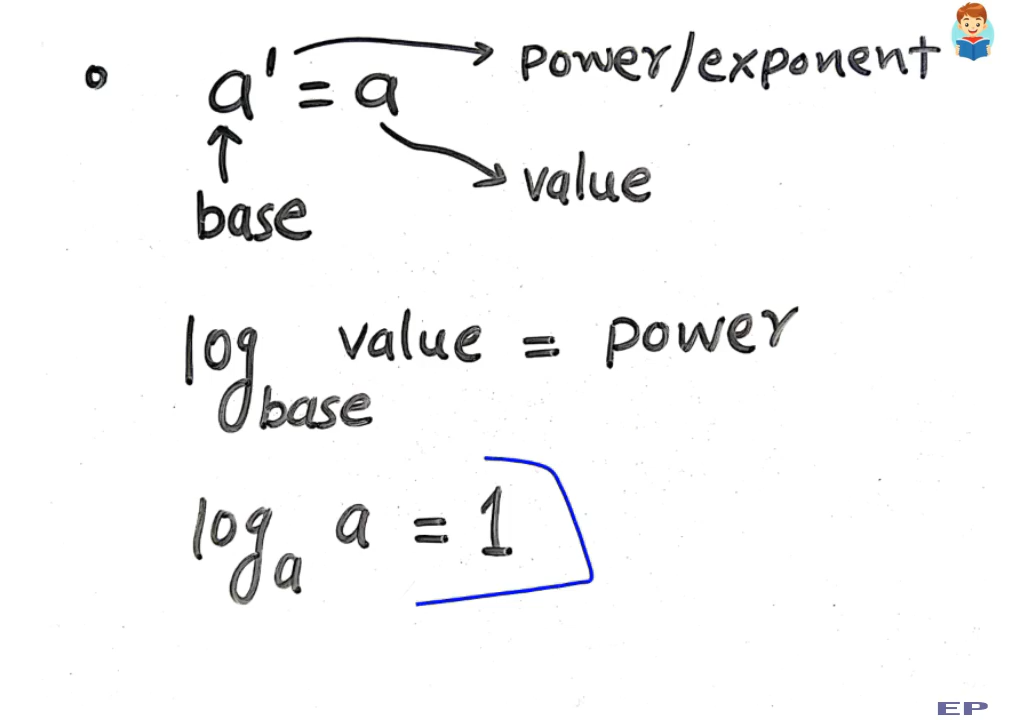 a¹ = a → power/exponent
base
value
log_base value = power
log_a a = 1
EP